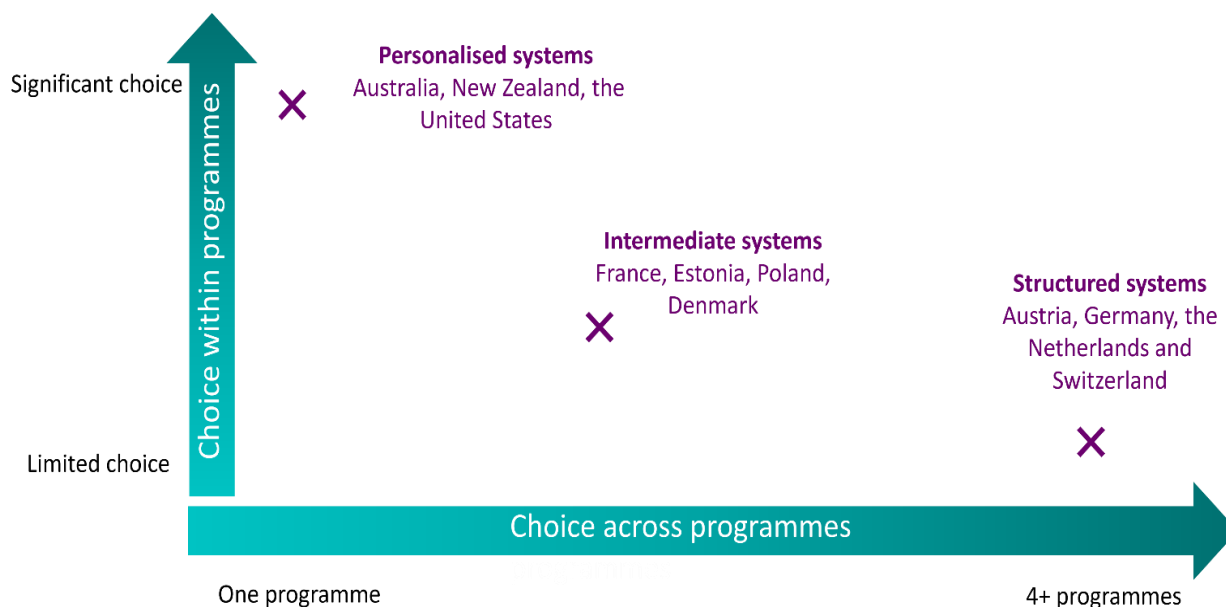 Significant choice
Limited choice
Choice within programmes
Personalised systems
Australia, New Zealand, the
United States
Intermediate systems
France, Estonia, Poland,
Denmark
Structured systems
Austria, Germany, the
Netherlands and
Switzerland
Choice across programmes
One programme
4+ programmes